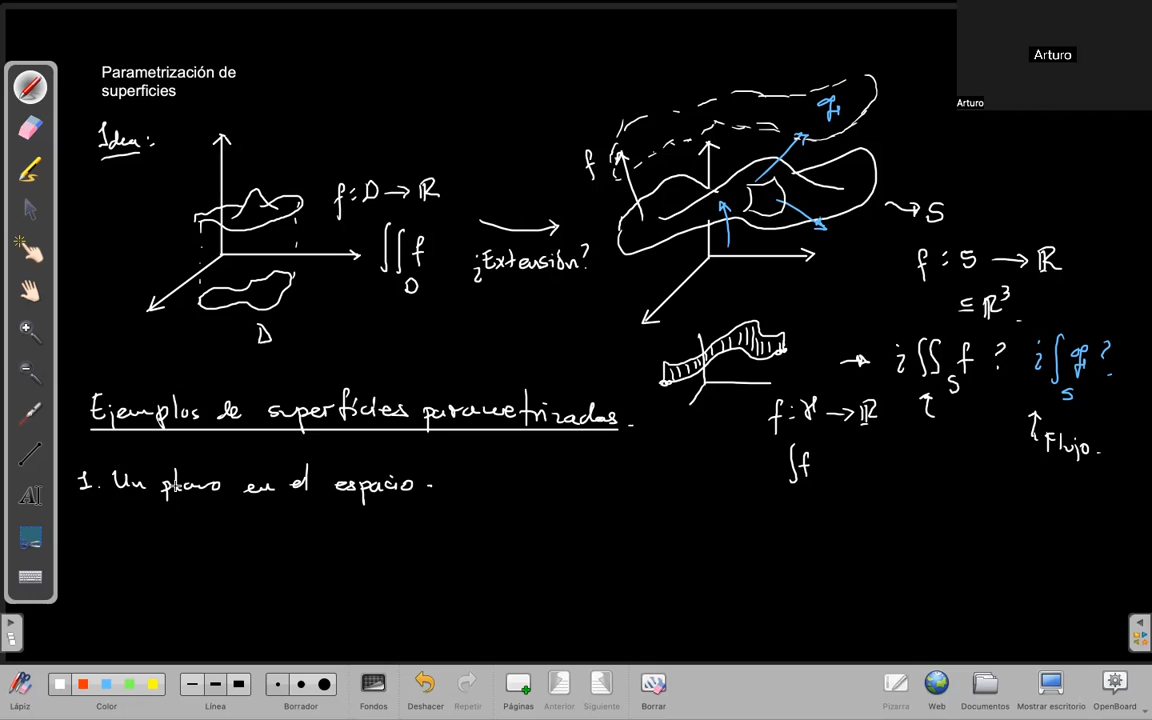 Parametrización de
superficies
Idea:
f: D → ℝ
∫∫ f
D
D
¿Extensión?
f
q
→ S
f : S → ℝ
⊆ ℝ³.
→ ¿∫∫ f ?
S
¿∫ q ?
S
Flujo.
f : γ → ℝ
∫f
Ejemplos de superficies parametrizadas.
1. Un plano en el espacio.
Arturo
Arturo
Lápiz
Color
Línea
Borrador
Fondos
Deshacer
Repetir
Páginas
Anterior
Siguiente
Borrar
Pizarra
Web
Documentos
Mostrar escritorio
OpenBoard